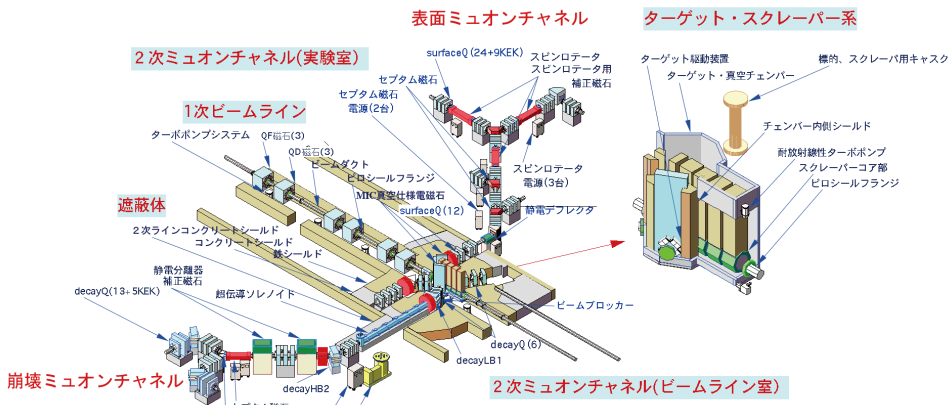 表面ミュオンチャネル
ターゲット・スクレーパー系
２次ミュオンチャネル(実験室)
surfaceQ(24+9KEK)
スピンロテータ
スピンロテータ用
補正磁石
セプタム磁石
セプタム磁石
電源(2台)
ターゲット駆動装置
ターゲット・真空チェンバー
標的、スクレーパ用キャスク
1次ビームライン
ターボポンプシステム
QF磁石(3)
QD磁石(3)
ビームダクト
ピロシールフランジ
MIC真空仕様電磁石
surfaceQ(12)
スピンロテータ
電源(3台)
静電デフレクタ
チェンバー内側シールド
耐放射線性ターボポンプ
スクレーパーコア部
ピロシールフランジ
遮蔽体
２次ラインコンクリートシールド
コンクリートシールド
鉄シールド
静電分離器
補正磁石
超伝導ソレノイド
decayQ(13+5KEK)
ビームブロッカー
decayQ(6)
decayLB1
decayHB2
崩壊ミュオンチャネル
２次ミュオンチャネル(ビームライン室)